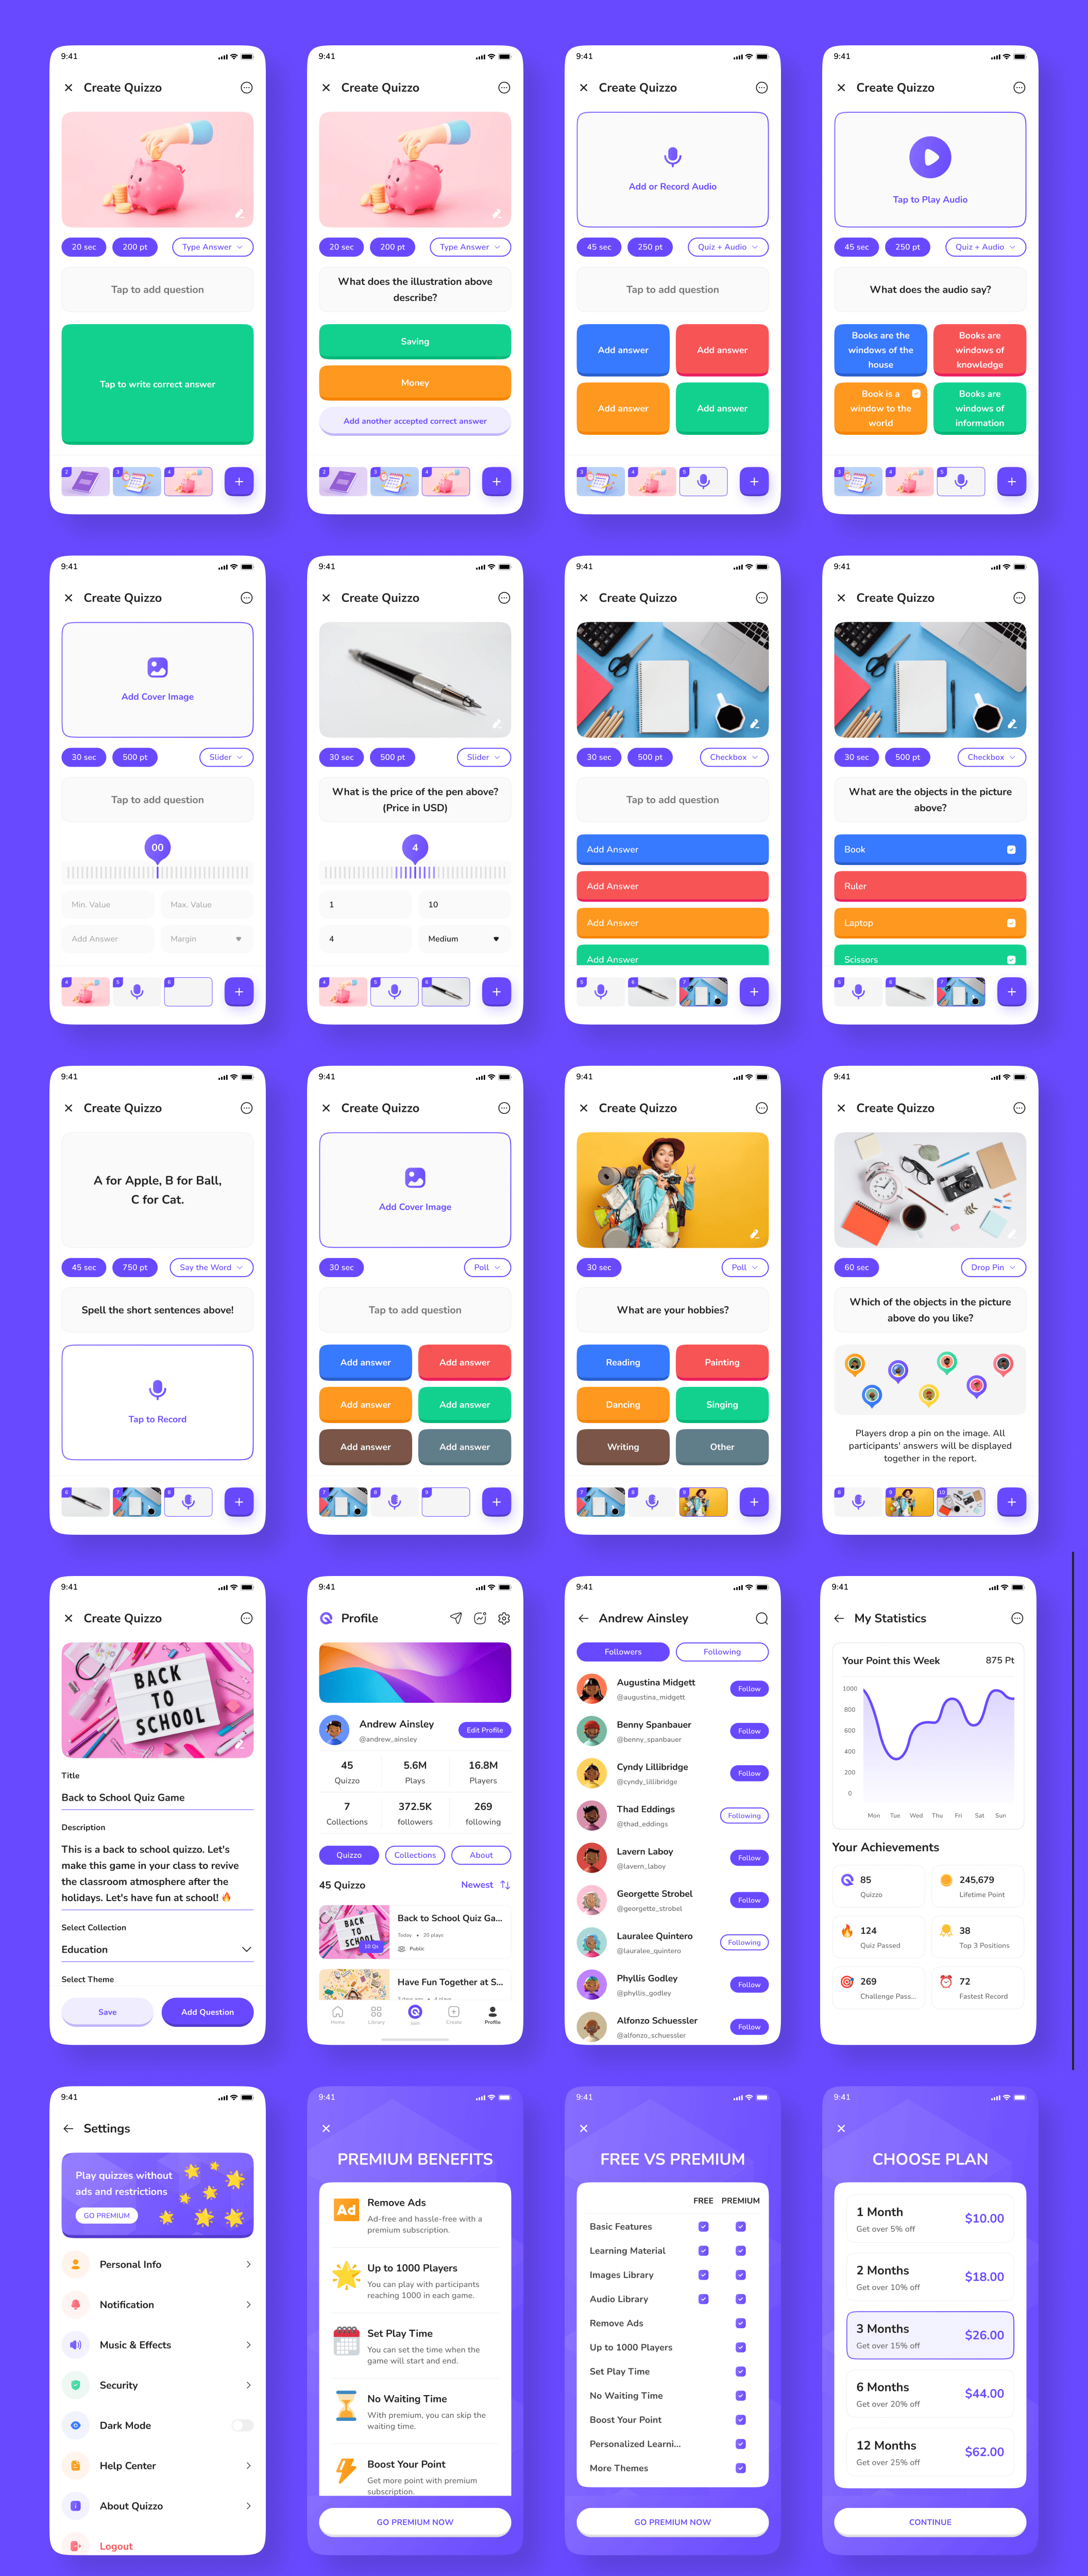 9:41
Create Quizzo
20 sec
200 pt
Type Answer
Tap to add question
Tap to write correct answer
2
3
4
9:41
Create Quizzo
20 sec
200 pt
Type Answer
What does the illustration above
describe?
Saving
Money
Add another accepted correct answer
2
3
4
9:41
Create Quizzo
Add or Record Audio
45 sec
250 pt
Quiz + Audio
Tap to add question
Add answer
Add answer
Add answer
Add answer
3
4
5
9:41
Create Quizzo
Tap to Play Audio
45 sec
250 pt
Quiz + Audio
What does the audio say?
Books are the
windows of the
house
Books are
windows of
knowledge
Book is a
window to the
world
Books are
windows of
information
3
4
5
9:41
Create Quizzo
Add Cover Image
30 sec
500 pt
Slider
Tap to add question
00
Min. Value
Max. Value
Add Answer
Margin
4
5
6
9:41
Create Quizzo
30 sec
500 pt
Slider
What is the price of the pen above?
(Price in USD)
4
1
10
4
Medium
4
5
6
9:41
Create Quizzo
30 sec
500 pt
Checkbox
Tap to add question
Add Answer
Add Answer
Add Answer
Add Answer
5
6
7
9:41
Create Quizzo
30 sec
500 pt
Checkbox
What are the objects in the picture
above?
Book
Ruler
Laptop
Scissors
5
6
7
9:41
Create Quizzo
A for Apple, B for Ball,
C for Cat.
45 sec
750 pt
Say the Word
Spell the short sentences above!
Tap to Record
6
7
8
9:41
Create Quizzo
Add Cover Image
30 sec
Poll
Tap to add question
Add answer
Add answer
Add answer
Add answer
Add answer
Add answer
7
8
9
9:41
Create Quizzo
30 sec
Poll
What are your hobbies?
Reading
Painting
Dancing
Singing
Writing
Other
7
8
9
9:41
Create Quizzo
60 sec
Drop Pin
Which of the objects in the picture
above do you like?
Players drop a pin on the image. All
participants' answers will be displayed
together in the report.
8
9
10
9:41
Create Quizzo
BACK
TO
SCHOOL
Title
Back to School Quiz Game
Description
This is a back to school quizzo. Let's
make this game in your class to revive
the classroom atmosphere after the
holidays. Let's have fun at school! 🔥
Select Collection
Education
Select Theme
Save
Add Question
9:41
Profile
Andrew Ainsley
@andrew_ainsley
Edit Profile
45
Quizzo
5.6M
Plays
16.8M
Players
7
Collections
372.5K
followers
269
following
Quizzo
Collections
About
45 Quizzo
Newest
BACK
TO
SCHOOL
10 Qs
Back to School Quiz Ga...
Today • 20 plays
Public
Have Fun Together at S...
Home
Library
Join
Create
Profile
9:41
Andrew Ainsley
Followers
Following
Augustina Midgett
@augustina_midgett
Follow
Benny Spanbauer
@benny_spanbauer
Follow
Cyndy Lillibridge
@cyndy_lillibridge
Follow
Thad Eddings
@thad_eddings
Following
Lavern Laboy
@lavern_laboy
Follow
Georgette Strobel
@georgette_strobel
Follow
Lauralee Quintero
@lauralee_quintero
Following
Phyllis Godley
@phyllis_godley
Follow
Alfonzo Schuessler
@alfonzo_schuessler
Follow
9:41
My Statistics
Your Point this Week
875 Pt
1000
800
600
400
200
0
Mon
Tue
Wed
Thu
Fri
Sat
Sun
Your Achievements
85
Quizzo
245,679
Lifetime Point
124
Quiz Passed
38
Top 3 Positions
269
Challenge Pass...
72
Fastest Record
9:41
Settings
Play quizzes without
ads and restrictions
GO PREMIUM
Personal Info
Notification
Music & Effects
Security
Dark Mode
Help Center
About Quizzo
Logout
9:41
PREMIUM BENEFITS
Ad
Remove Ads
Ad-free and hassle-free with a
premium subscription.
Up to 1000 Players
You can play with participants
reaching 1000 in each game.
Set Play Time
You can set the time when the
game will start and end.
No Waiting Time
With premium, you can skip the
waiting time.
Boost Your Point
Get more point with premium
subscription.
GO PREMIUM NOW
9:41
FREE VS PREMIUM
FREE
PREMIUM
Basic Features
Learning Material
Images Library
Audio Library
Remove Ads
Up to 1000 Players
Set Play Time
No Waiting Time
Boost Your Point
Personalized Learni...
More Themes
GO PREMIUM NOW
9:41
CHOOSE PLAN
1 Month
Get over 5% off
$10.00
2 Months
Get over 10% off
$18.00
3 Months
Get over 15% off
$26.00
6 Months
Get over 20% off
$44.00
12 Months
Get over 25% off
$62.00
CONTINUE